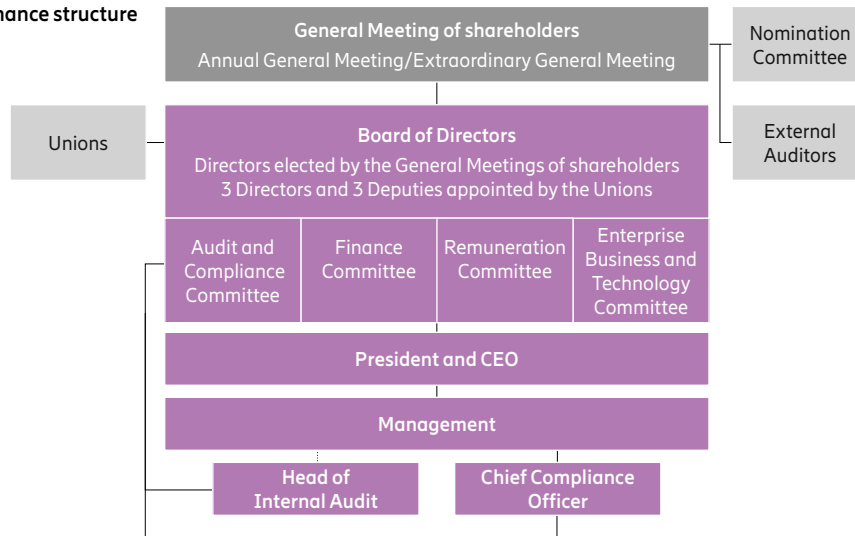 nance structure
General Meeting of shareholders
Annual General Meeting/Extraordinary General Meeting
Nomination
Committee
External
Auditors
Unions
Board of Directors
Directors elected by the General Meetings of shareholders
3 Directors and 3 Deputies appointed by the Unions
Audit and
Compliance
Committee
Finance
Committee
Remuneration
Committee
Enterprise
Business and
Technology
Committee
President and CEO
Management
Head of
Internal Audit
Chief Compliance
Officer